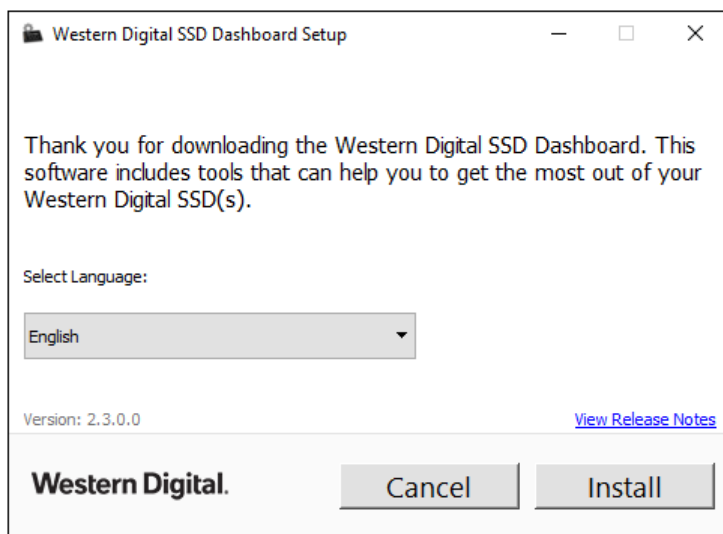 Western Digital SSD Dashboard Setup
Thank you for downloading the Western Digital SSD Dashboard. This
software includes tools that can help you to get the most out of your
Western Digital SSD(s).
Select Language:
English
Version: 2.3.0.0
View Release Notes
Western Digital.
Cancel
Install